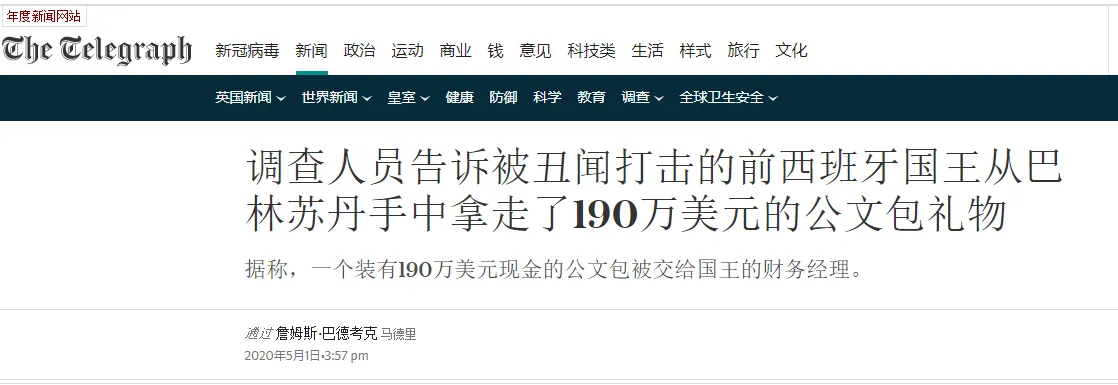 年度新闻网站
The Telegraph
新冠病毒 新闻 政治 运动 商业 钱 意见 科技类 生活 样式 旅行 文化
英国新闻 世界新闻 皇室 健康 防御 科学 教育 调查 全球卫生安全
调查人员告诉被丑闻打击的前西班牙国王从巴
林苏丹手中拿走了190万美元的公文包礼物
据称，一个装有190万美元现金的公文包被交给国王的财务经理。
通过 詹姆斯·巴德考克 马德里
2020年5月1日•3:57 pm